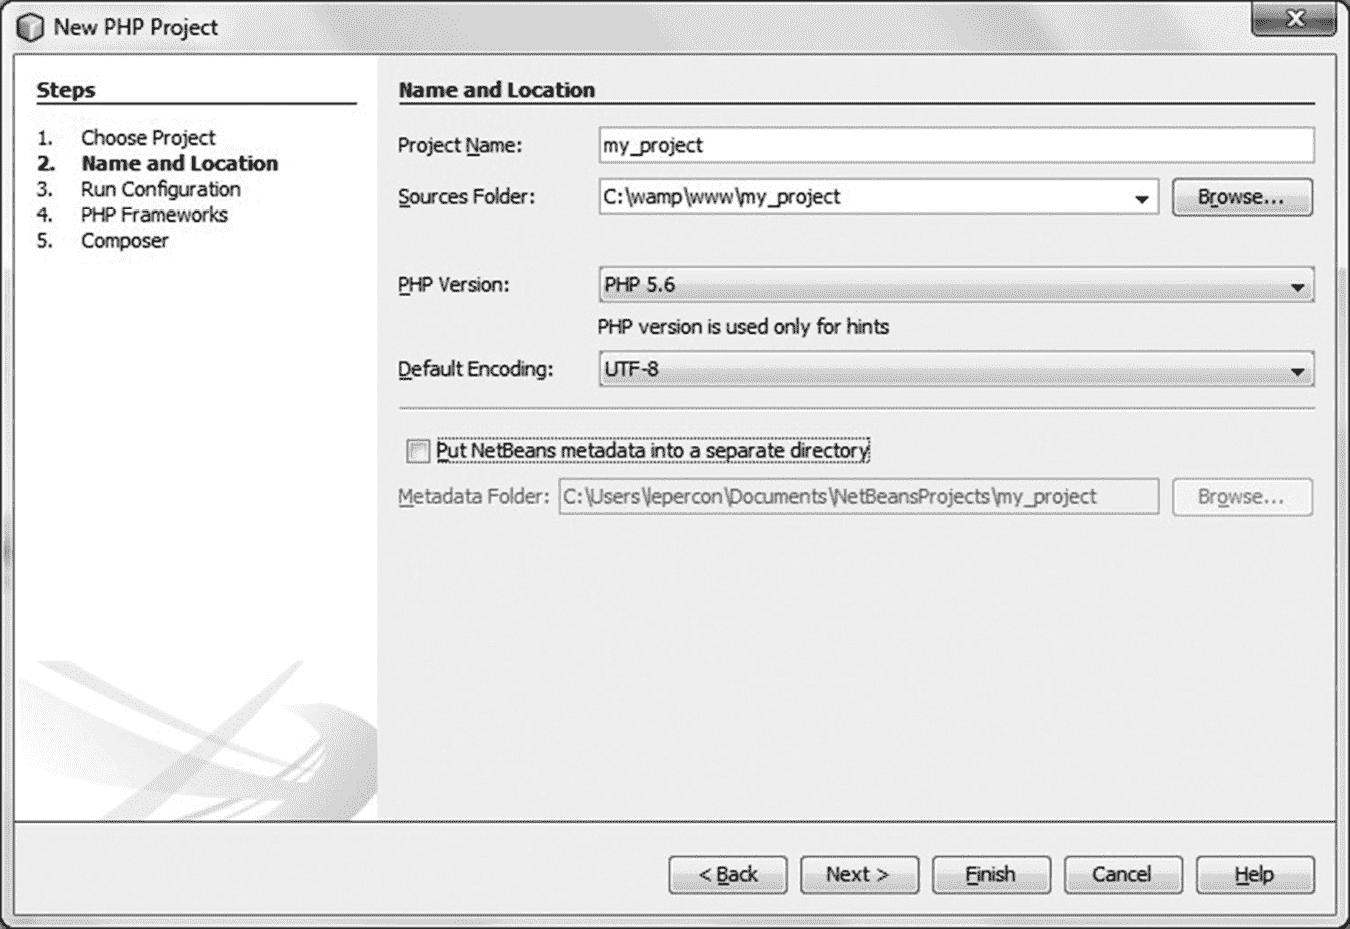 New PHP Project
Steps
1. Choose Project
2. Name and Location
3. Run Configuration
4. PHP Frameworks
5. Composer
Name and Location
Project Name: my_project
Sources Folder: C:\wamp\www\my_project Browse...
PHP Version: PHP 5.6
PHP version is used only for hints
Default Encoding: UTF-8
Put NetBeans metadata into a separate directory
Metadata Folder: C:\Users\lepercon\Documents\NetBeansProjects\my_project Browse...
< Back Next > Finish Cancel Help